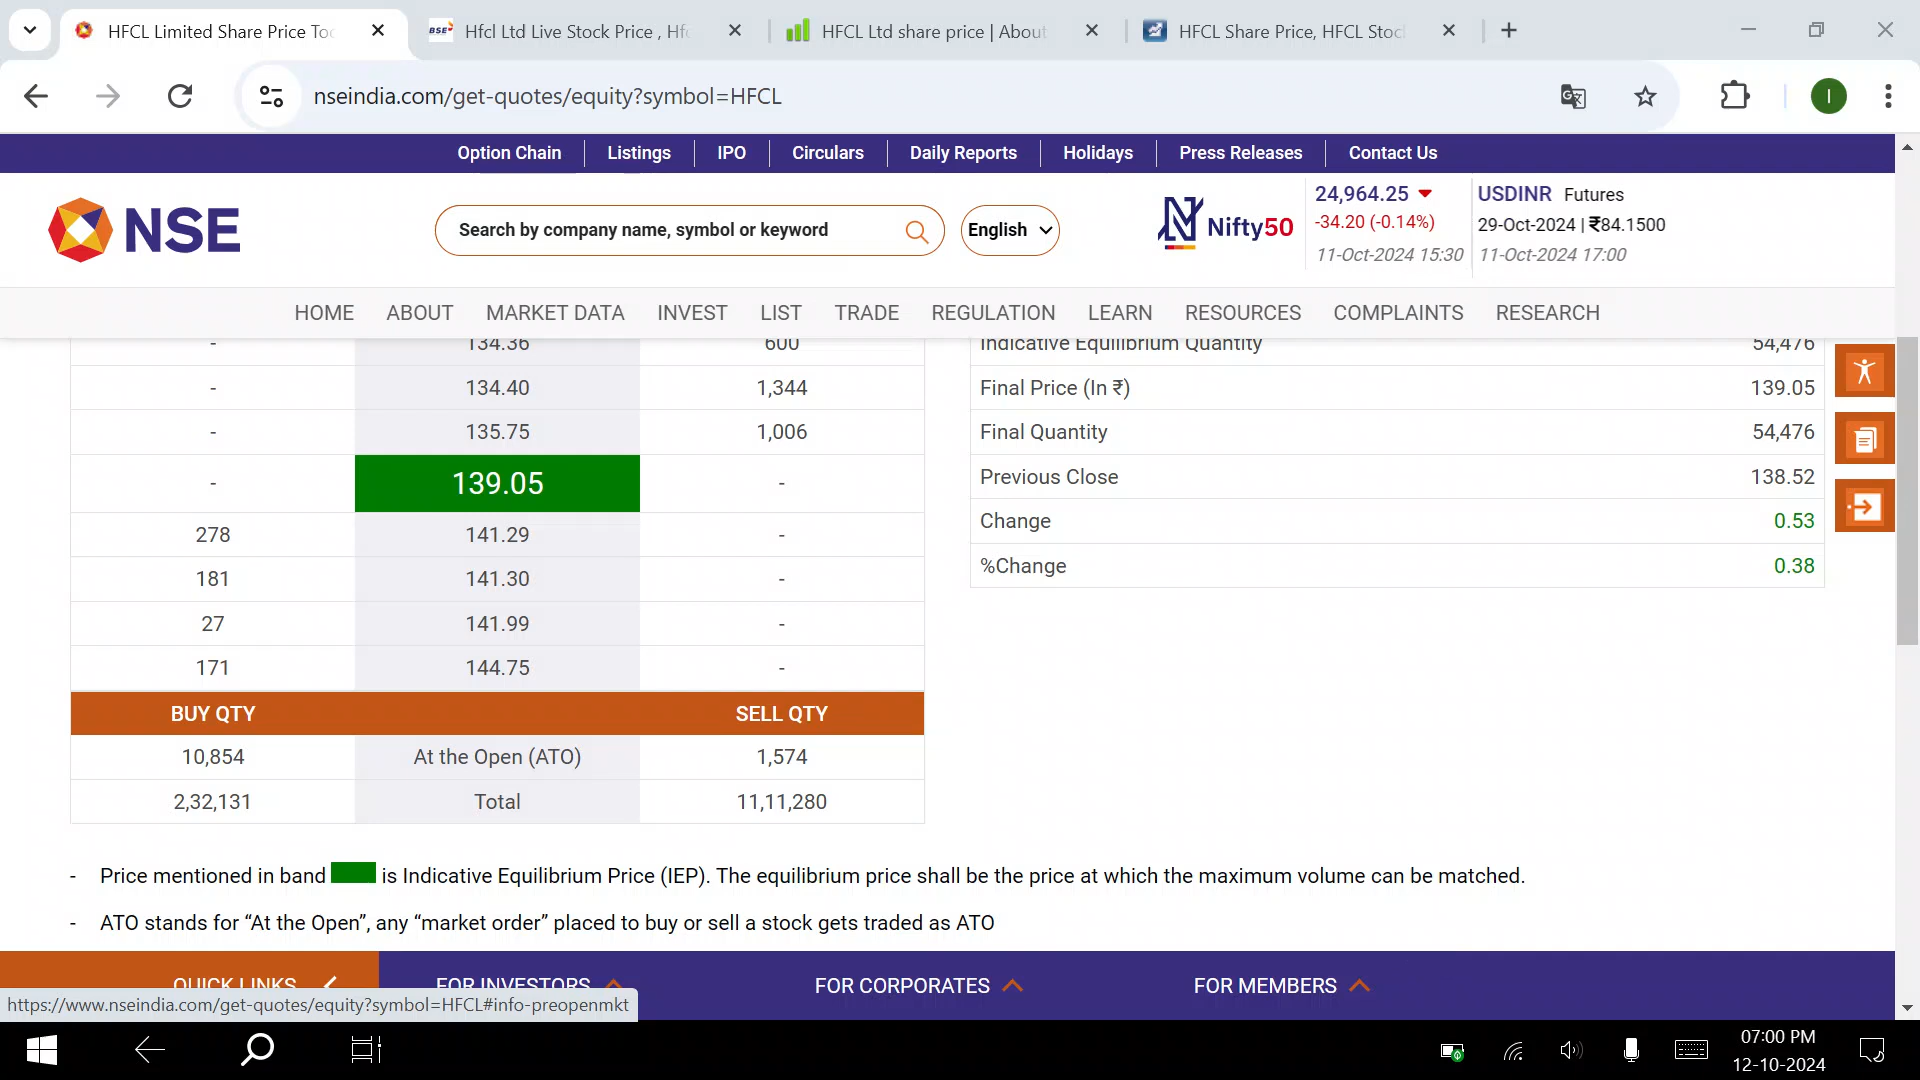 HFCL Limited Share Price To
Hfcl Ltd Live Stock Price , Hf
HFCL Ltd share price | About
HFCL Share Price, HFCL Stoc
nseindia.com/get-quotes/equity?symbol=HFCL
I
Option Chain
Listings
IPO
Circulars
Daily Reports
Holidays
Press Releases
Contact Us
NSE
Search by company name, symbol or keyword
English
Nifty50
24,964.25
-34.20 (-0.14%)
11-Oct-2024 15:30
USDINR Futures
29-Oct-2024 | ₹84.1500
11-Oct-2024 17:00
HOME ABOUT MARKET DATA INVEST LIST TRADE REGULATION LEARN RESOURCES COMPLAINTS RESEARCH
- 134.36 600
- 134.40 1,344
- 135.75 1,006
- 139.05 -
278 141.29 -
181 141.30 -
27 141.99 -
171 144.75 -
BUY QTY SELL QTY
10,854 At the Open (ATO) 1,574
2,32,131 Total 11,11,280
Indicative Equilibrium Quantity 54,476
Final Price (In ₹) 139.05
Final Quantity 54,476
Previous Close 138.52
Change 0.53
%Change 0.38
- Price mentioned in band is Indicative Equilibrium Price (IEP). The equilibrium price shall be the price at which the maximum volume can be matched.
- ATO stands for “At the Open”, any “market order” placed to buy or sell a stock gets traded as ATO
QUICK LINKS
FOR INVESTORS
FOR CORPORATES
FOR MEMBERS
https://www.nseindia.com/get-quotes/equity?symbol=HFCL#info-preopenmkt
07:00 PM
12-10-2024